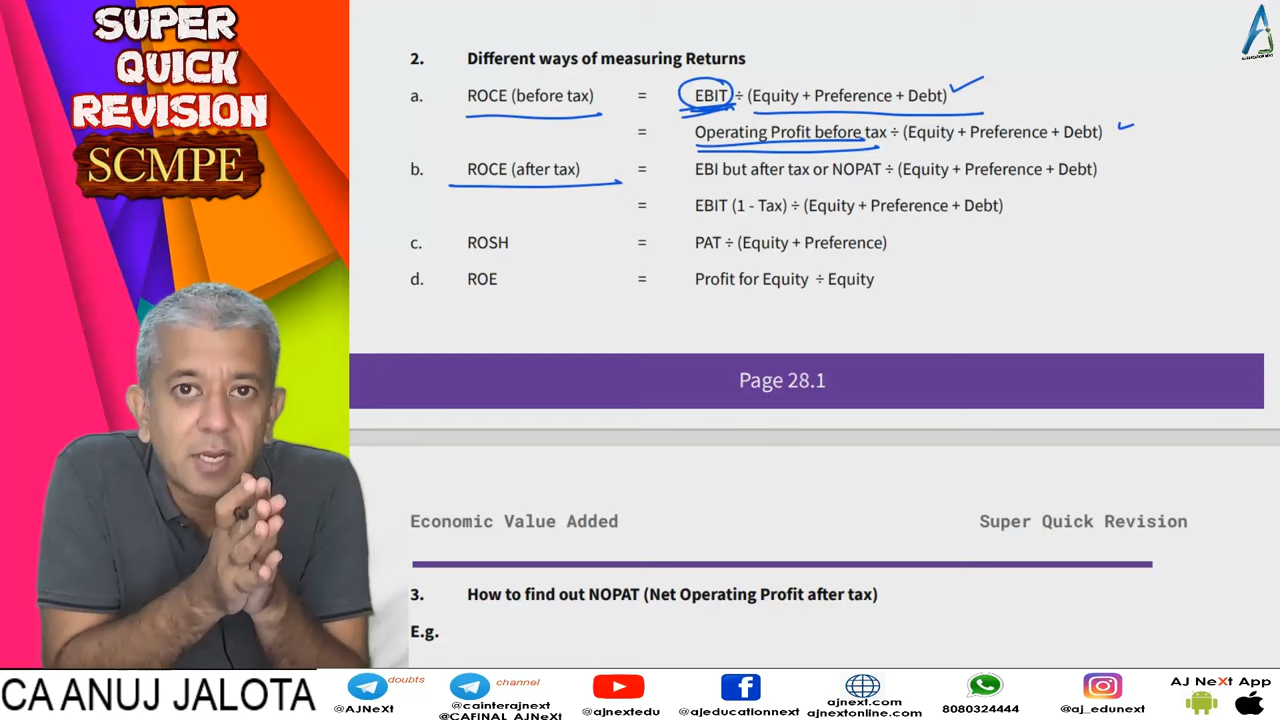 SUPER
QUICK
REVISION
SCMPE
2. Different ways of measuring Returns
a. ROCE (before tax) = EBIT ÷ (Equity + Preference + Debt)
= Operating Profit before tax ÷ (Equity + Preference + Debt)
b. ROCE (after tax) = EBI but after tax or NOPAT ÷ (Equity + Preference + Debt)
= EBIT (1 - Tax) ÷ (Equity + Preference + Debt)
c. ROSH = PAT ÷ (Equity + Preference)
d. ROE = Profit for Equity ÷ Equity
Page 28.1
Economic Value Added Super Quick Revision
3. How to find out NOPAT (Net Operating Profit after tax)
E.g.
CA ANUJ JALOTA
doubts
@AJNeXt
channel
@cainterajnext
@CAFINAL_AJNeXt
@ajnextedu
@ajeducationnext
ajnext.com
ajnextonline.com
8080324444
@aj_edunext
AJ NeXt App